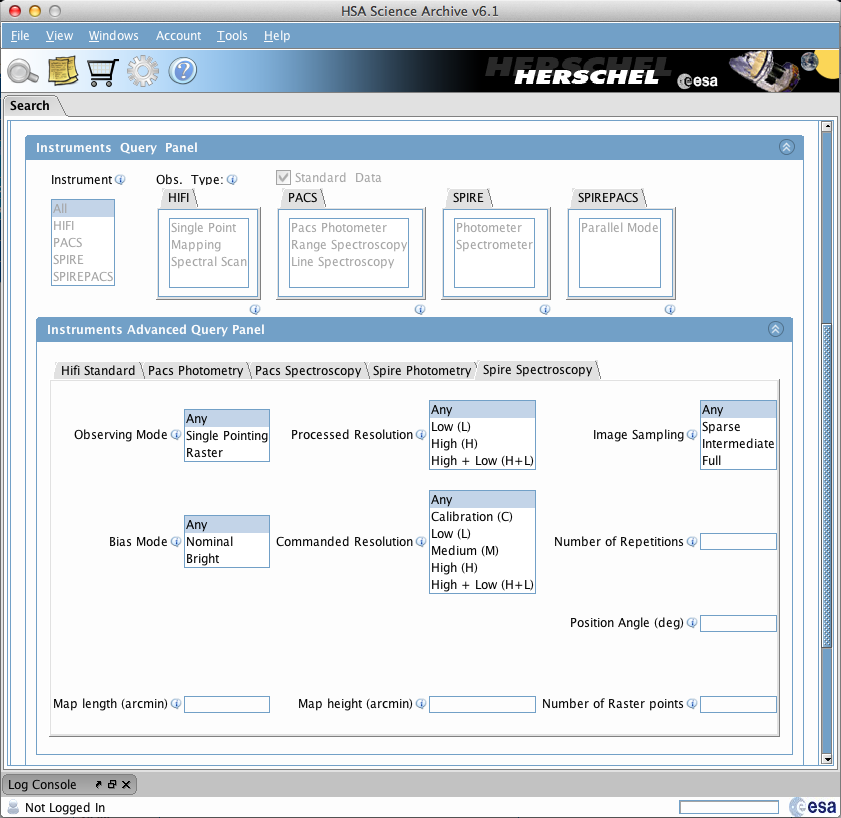 HSA Science Archive v6.1
File View Windows Account Tools Help
HERSCHEL
HERSCHEL esa
Search
Instruments Query Panel
Instrument
Obs. Type:
Standard Data
All
HIFI
PACS
SPIRE
SPIREPACS
HIFI
Single Point
Mapping
Spectral Scan
PACS
Pacs Photometer
Range Spectroscopy
Line Spectroscopy
SPIRE
Photometer
Spectrometer
SPIREPACS
Parallel Mode
Instruments Advanced Query Panel
Hifi Standard Pacs Photometry Pacs Spectroscopy Spire Photometry Spire Spectroscopy
Observing Mode
Any
Single Pointing
Raster
Processed Resolution
Any
Low (L)
High (H)
High + Low (H+L)
Image Sampling
Any
Sparse
Intermediate
Full
Bias Mode
Any
Nominal
Bright
Commanded Resolution
Any
Calibration (C)
Low (L)
Medium (M)
High (H)
High + Low (H+L)
Number of Repetitions
Position Angle (deg)
Map length (arcmin)
Map height (arcmin)
Number of Raster points
Log Console
Not Logged In
esa